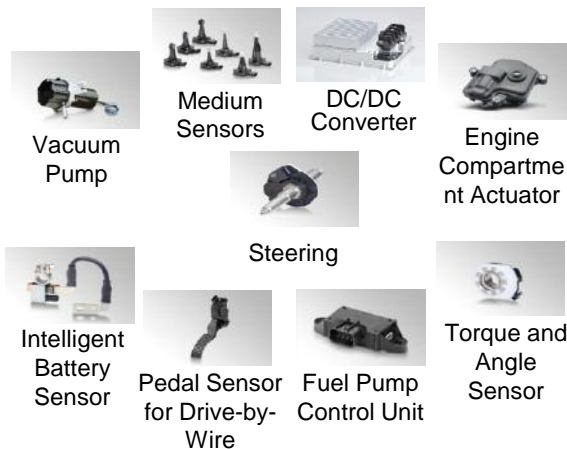 Vacuum
Pump
Medium
Sensors
DC/DC
Converter
Engine
Compartme
nt Actuator
Steering
Intelligent
Battery
Sensor
Pedal Sensor
for Drive-by-
Wire
Fuel Pump
Control Unit
Torque and
Angle
Sensor